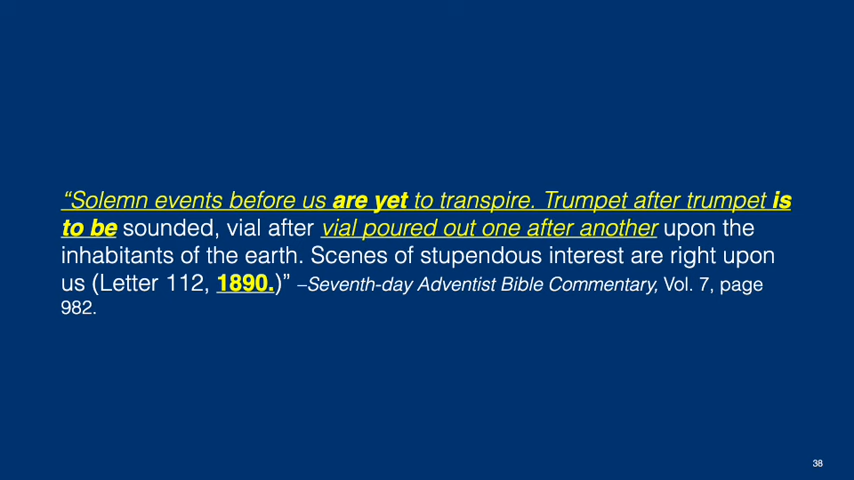 “Solemn events before us are yet to transpire. Trumpet after trumpet is
to be sounded, vial after vial poured out one after another upon the
inhabitants of the earth. Scenes of stupendous interest are right upon
us (Letter 112, 1890.)” –Seventh-day Adventist Bible Commentary, Vol. 7, page
982.
38